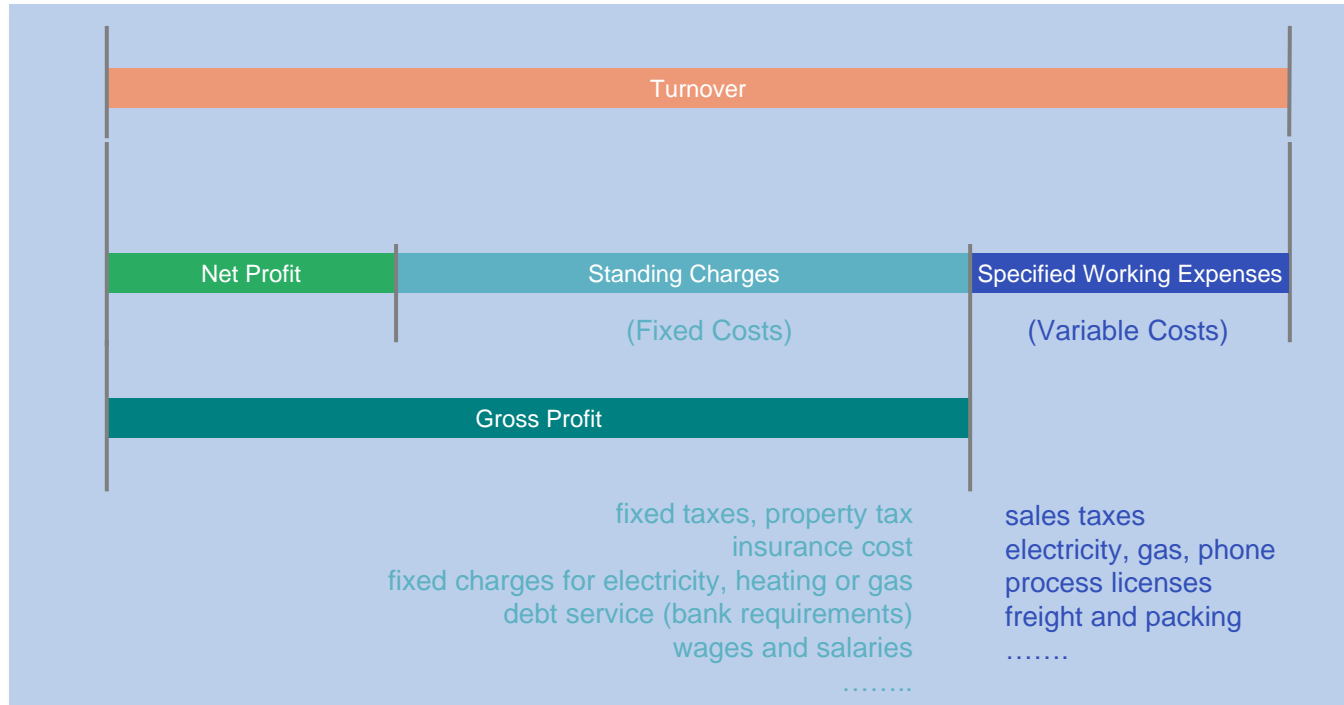 Turnover
Net Profit
Standing Charges
Specified Working Expenses
(Fixed Costs)
(Variable Costs)
Gross Profit
fixed taxes, property tax
insurance cost
fixed charges for electricity, heating or gas
debt service (bank requirements)
wages and salaries
……..
sales taxes
electricity, gas, phone
process licenses
freight and packing
…….